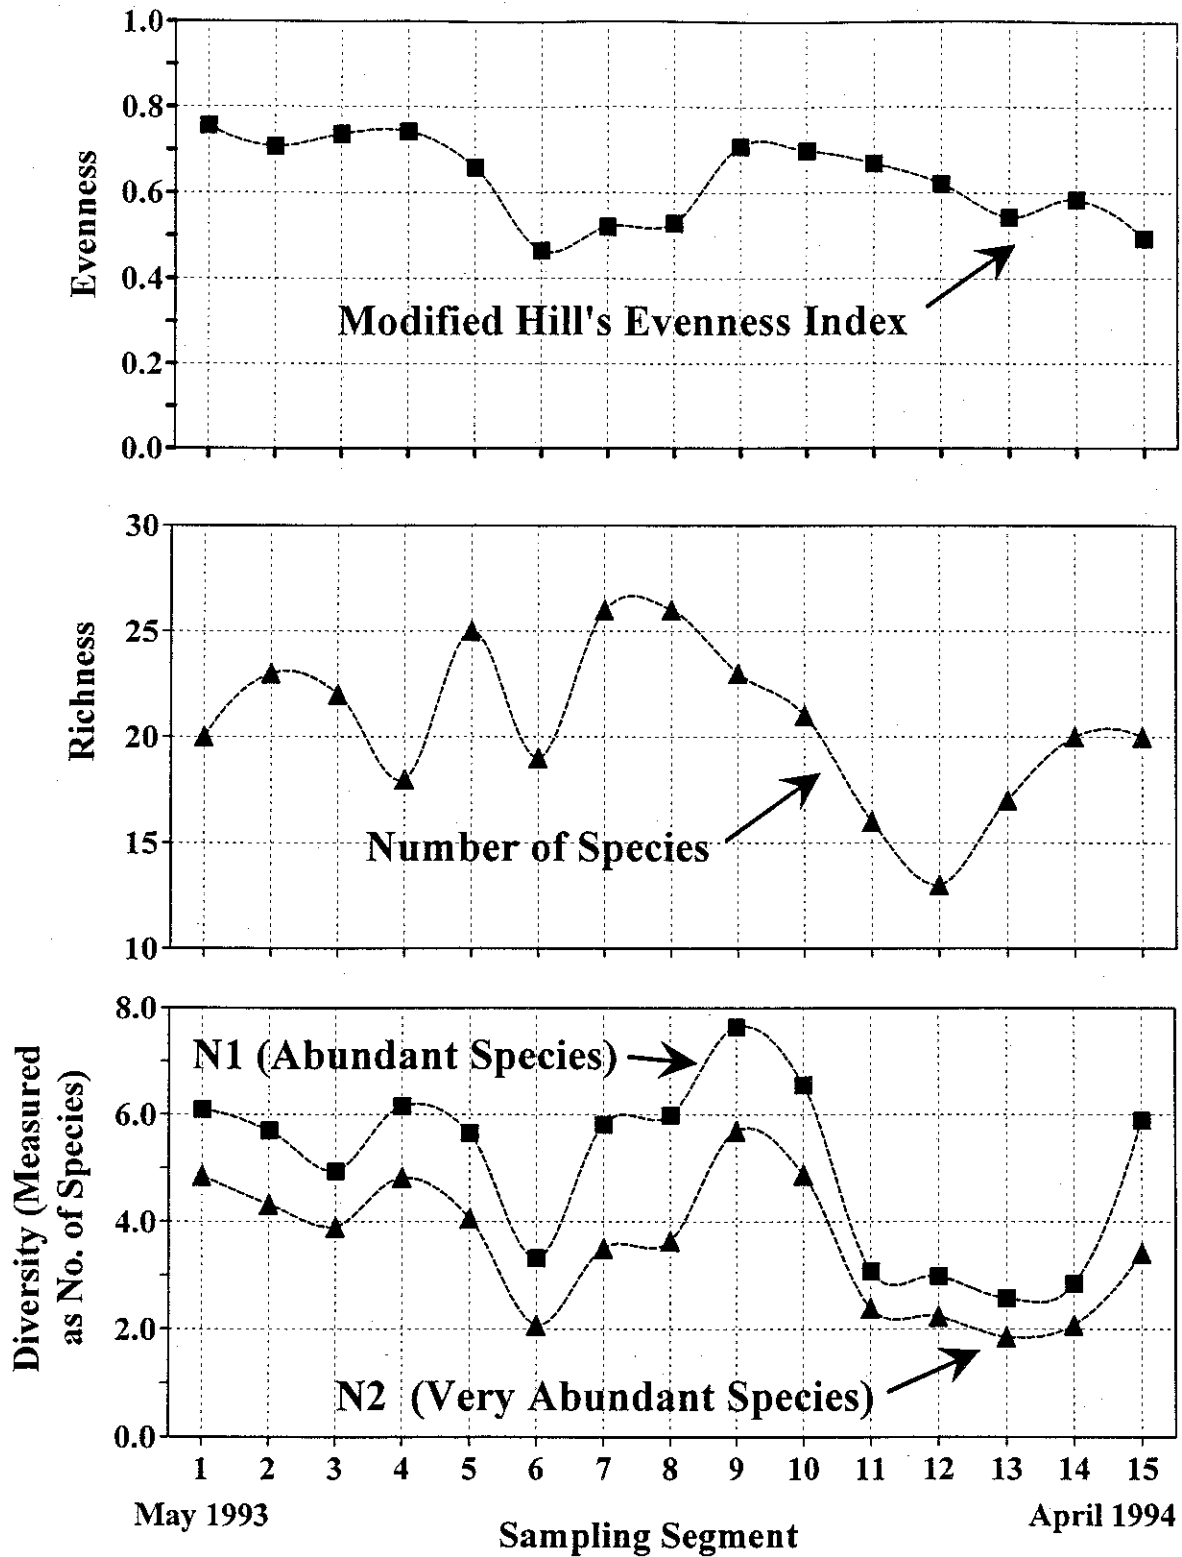 1.0
0.8
0.6
0.4
0.2
0.0
Evenness
Modified Hill's Evenness Index
30
25
20
15
10
Richness
Number of Species
8.0
6.0
4.0
2.0
0.0
Diversity (Measured
as No. of Species)
N1 (Abundant Species)
N2 (Very Abundant Species)
1 2 3 4 5 6 7 8 9 10 11 12 13 14 15
May 1993
April 1994
Sampling Segment